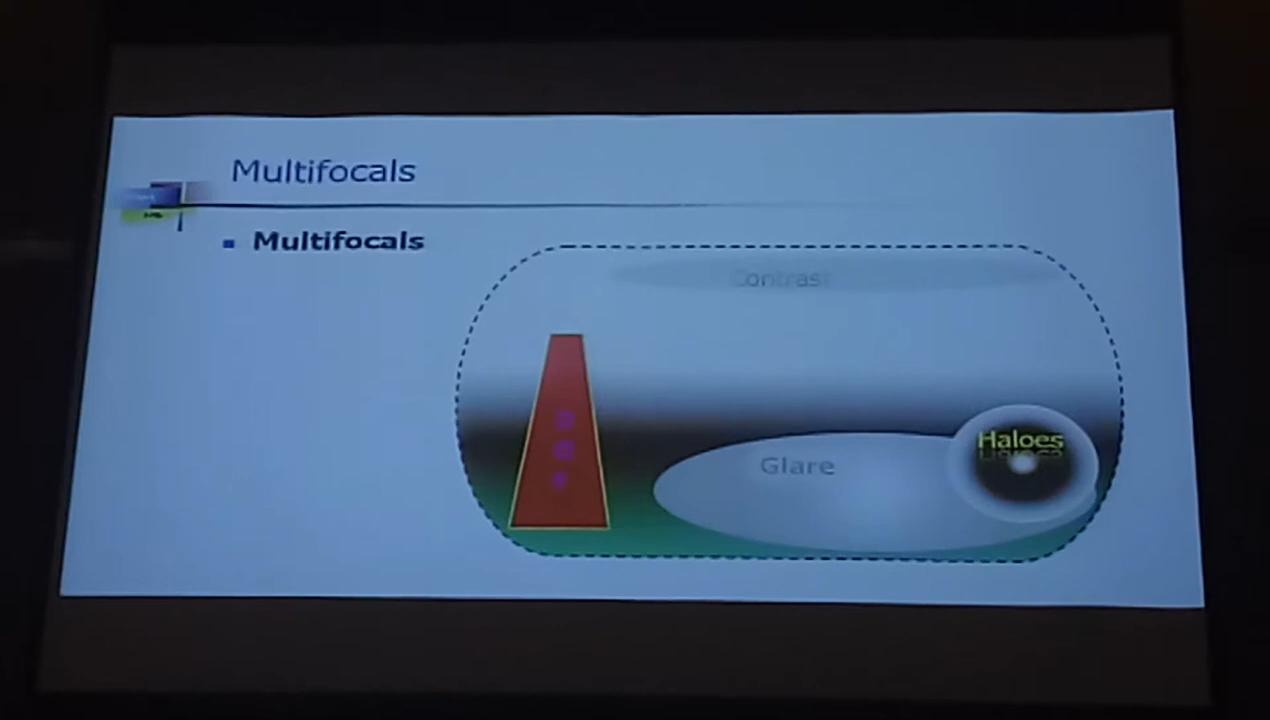 Multifocals
Multifocals
Contrast
Haloes
Glare